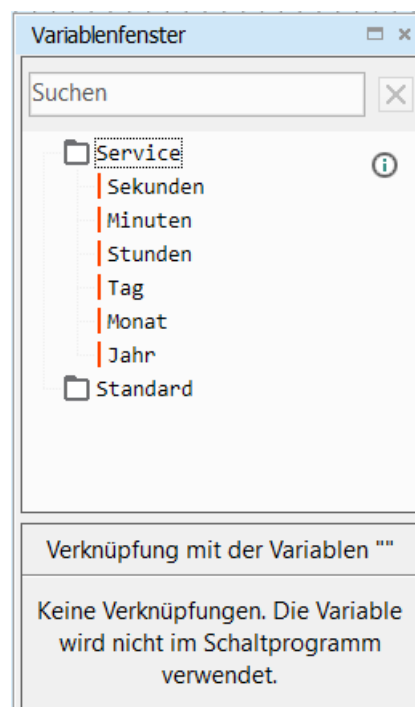 Variablenfenster
Suchen
Service
Sekunden
Minuten
Stunden
Tag
Monat
Jahr
Standard
Verknüpfung mit der Variablen ""
Keine Verknüpfungen. Die Variable
wird nicht im Schaltprogramm
verwendet.